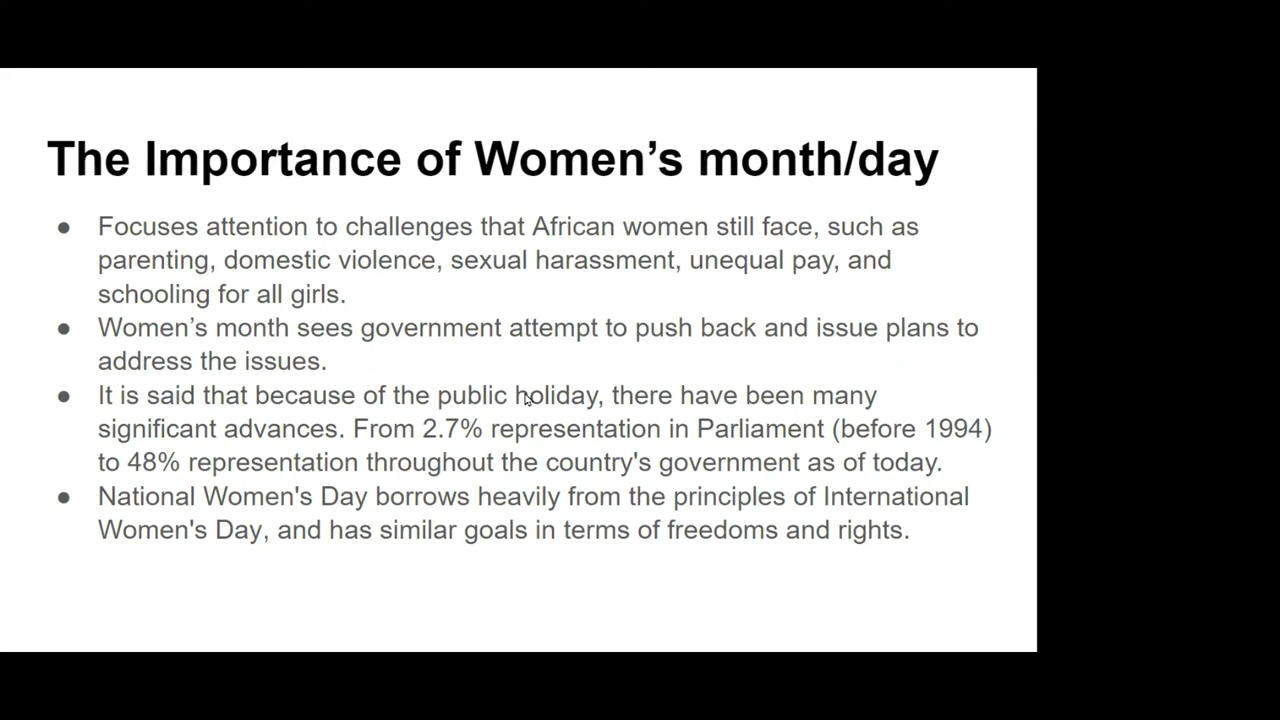 The Importance of Women’s month/day
● Focuses attention to challenges that African women still face, such as
parenting, domestic violence, sexual harassment, unequal pay, and
schooling for all girls.
● Women’s month sees government attempt to push back and issue plans to
address the issues.
● It is said that because of the public holiday, there have been many
significant advances. From 2.7% representation in Parliament (before 1994)
to 48% representation throughout the country's government as of today.
● National Women's Day borrows heavily from the principles of International
Women's Day, and has similar goals in terms of freedoms and rights.